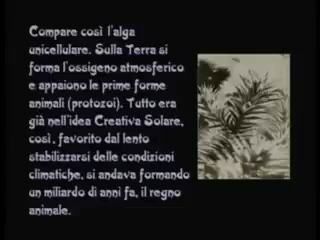 Compare così l'alga
unicellulare. Sulla Terra si
forma l'ossigeno atmosferico
e appaiono le prime forme
animali (protozoi). Tutto era
già nell'idea Creativa Solare,
così, favorito dal lento
stabilizzarsi delle condizioni
climatiche, si andava formando
un miliardo di anni fa, il regno
animale.